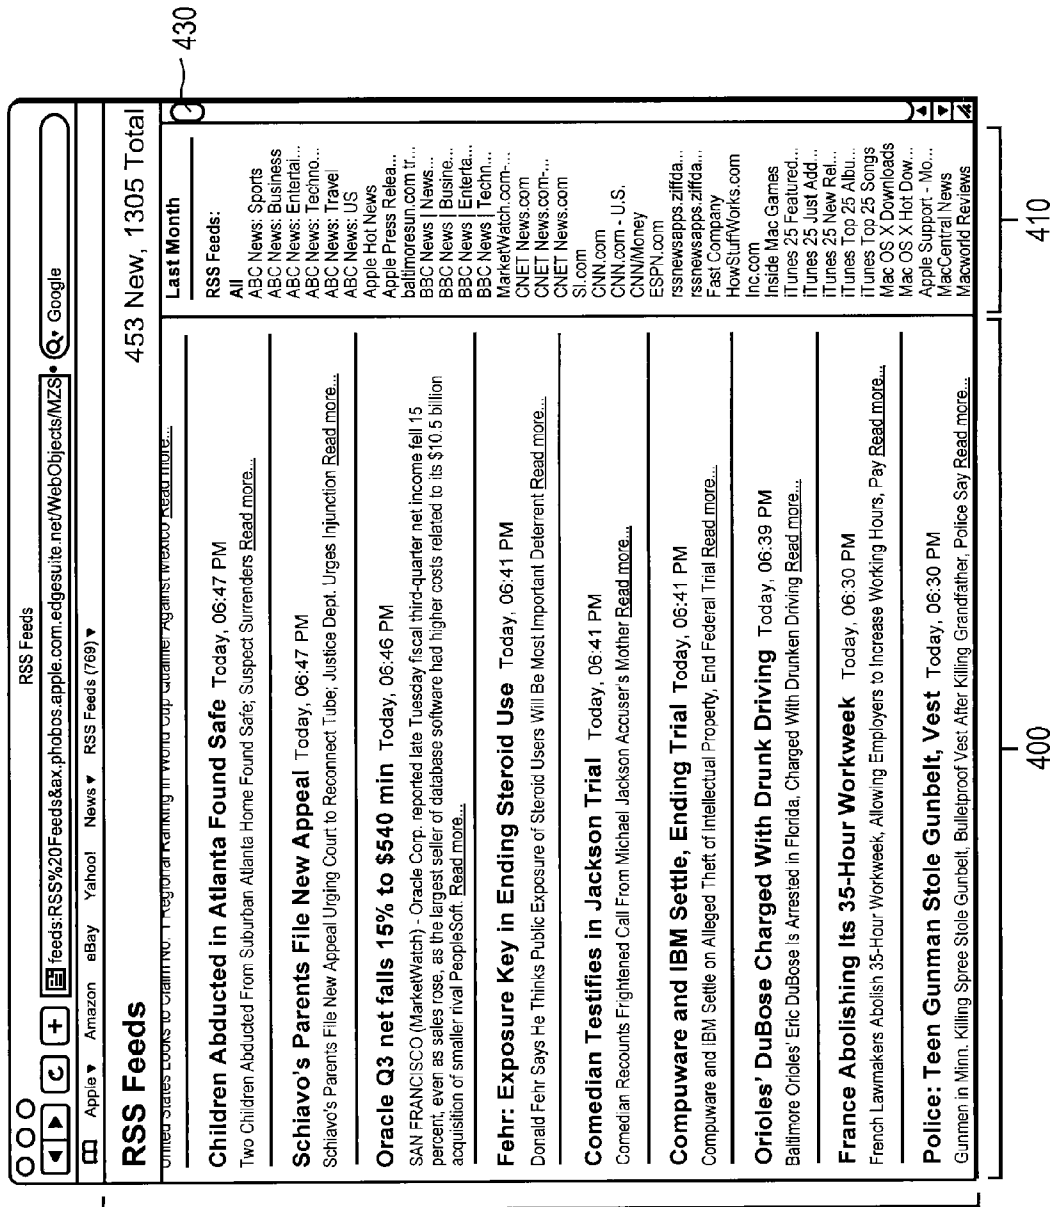 RSS Feeds
feeds:RSS%20Feeds&ax.phobos.apple.com.edgesuite.net/WebObjects/MZS
Google
Apple
Amazon
eBay
Yahoo!
News
RSS Feeds (769)
RSS Feeds
453 New, 1305 Total
United States Looks to Claim No. 1 Regional Ranking in World Cup Qualifier Against Mexico Read more...
Children Abducted in Atlanta Found Safe Today, 06:47 PM
Two Children Abducted From Suburban Atlanta Home Found Safe; Suspect Surrenders Read more...
Schiavo's Parents File New Appeal Today, 06:47 PM
Schiavo's Parents File New Appeal Urging Court to Reconnect Tube; Justice Dept. Urges Injunction Read more...
Oracle Q3 net falls 15% to $540 min Today, 06:46 PM
SAN FRANCISCO (MarketWatch) - Oracle Corp. reported late Tuesday fiscal third-quarter net income fell 15
percent, even as sales rose, as the largest seller of database software had higher costs related to its $10.5 billion
acquisition of smaller rival PeopleSoft. Read more...
Fehr: Exposure Key in Ending Steroid Use Today, 06:41 PM
Donald Fehr Says He Thinks Public Exposure of Steroid Users Will Be Most Important Deterrent Read more...
Comedian Testifies in Jackson Trial Today, 06:41 PM
Comedian Recounts Frightened Call From Michael Jackson Accuser's Mother Read more...
Compuware and IBM Settle, Ending Trial Today, 06:41 PM
Compuware and IBM Settle on Alleged Theft of Intellectual Property, End Federal Trial Read more...
Orioles' DuBose Charged With Drunk Driving Today, 06:39 PM
Baltimore Orioles' Eric DuBose Is Arrested in Florida, Charged With Drunken Driving Read more...
France Abolishing Its 35-Hour Workweek Today, 06:30 PM
French Lawmakers Abolish 35-Hour Workweek, Allowing Employers to Increase Working Hours, Pay Read more...
Police: Teen Gunman Stole Gunbelt, Vest Today, 06:30 PM
Gunmen in Minn. Killing Spree Stole Gunbelt, Bulletproof Vest After Killing Grandfather, Police Say Read more...
Last Month
RSS Feeds:
All
ABC News: Sports
ABC News: Business
ABC News: Entertai...
ABC News: Techno...
ABC News: Travel
ABC News: US
Apple Hot News
Apple Press Relea...
baltimoresun.com tr...
BBC News | News...
BBC News | Busine...
BBC News | Enterta...
BBC News | Techn...
MarketWatch.com-...
CNET News.com
CNET News.com-...
CNET News.com
SI.com
CNN.com
CNN.com - U.S.
CNN/Money
ESPN.com
rssnewsapps.ziffda...
rssnewsapps.ziffda...
Fast Company
HowStuffWorks.com
Inc.com
Inside Mac Games
iTunes 25 Featured...
iTunes 25 Just Add...
iTunes 25 New Rel...
iTunes Top 25 Albu...
iTunes Top 25 Songs
Mac OS X Downloads
Mac OS X Hot Dow...
Apple Support - Mo...
MacCentral News
Macworld Reviews
430
400
410